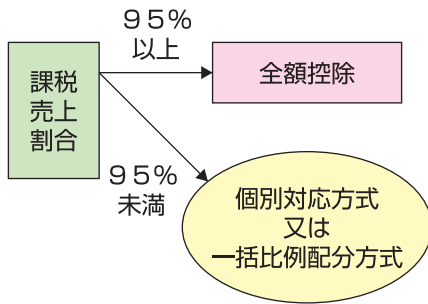 課税
売上
割合
９５％
以上
全額控除
９５％
未満
個別対応方式
又は
一括比例配分方式